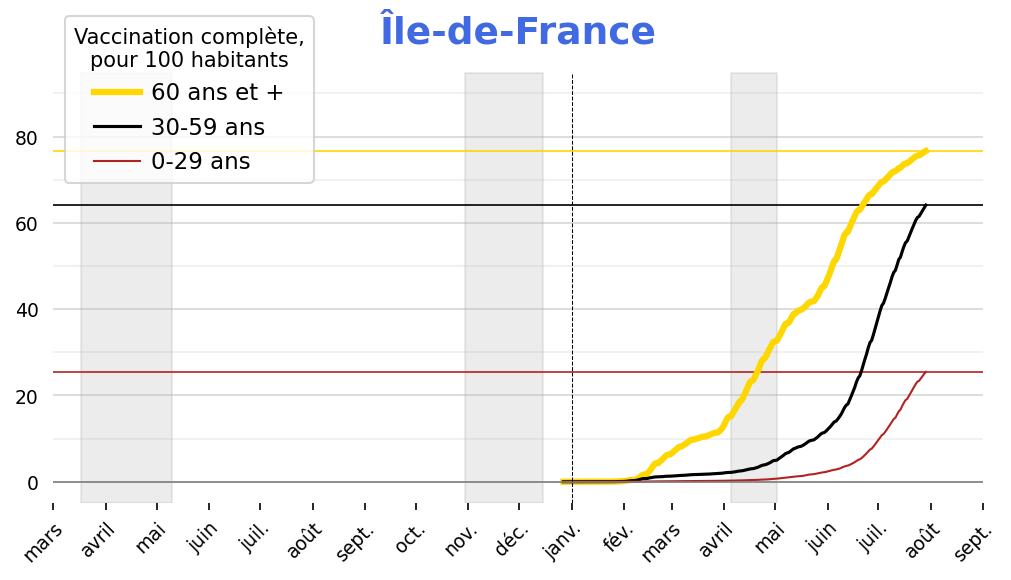 Île-de-France
Vaccination complète,
pour 100 habitants
60 ans et +
30-59 ans
0-29 ans
80
60
40
20
0
mars avril mai juin juil. août sept. oct. nov. déc. janv. fév. mars avril mai juin juil. août sept.